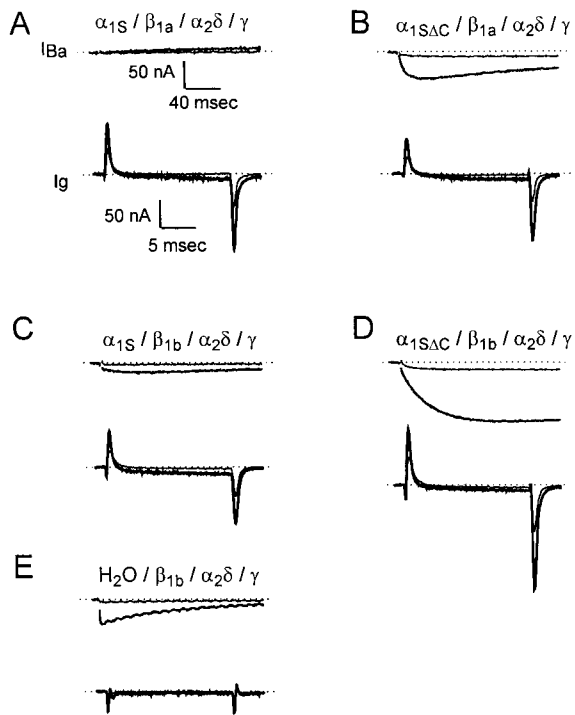 A
α1S / β1a / α2δ / γ
IBa
50 nA
40 msec
Ig
50 nA
5 msec
B
α1SΔC / β1a / α2δ / γ
C
α1S / β1b / α2δ / γ
D
α1SΔC / β1b / α2δ / γ
E
H2O / β1b / α2δ / γ